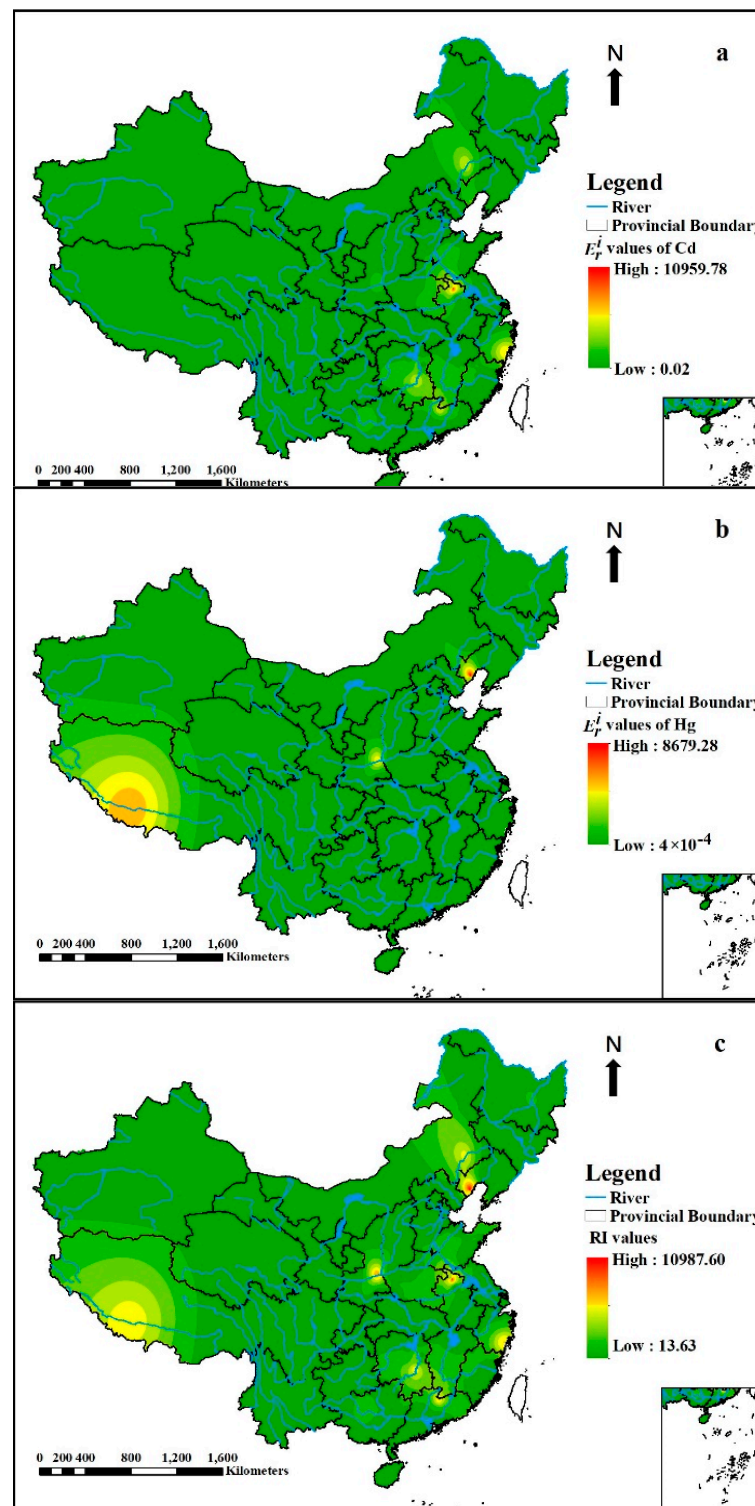 N
a
Legend
River
Provincial Boundary
E_r^i values of Cd
High : 10959.78
Low : 0.02
0 200 400 800 1,200 1,600
Kilometers
N
b
Legend
River
Provincial Boundary
E_r^i values of Hg
High : 8679.28
Low : 4×10⁻⁴
0 200 400 800 1,200 1,600
Kilometers
N
c
Legend
River
Provincial Boundary
RI values
High : 10987.60
Low : 13.63
0 200 400 800 1,200 1,600
Kilometers